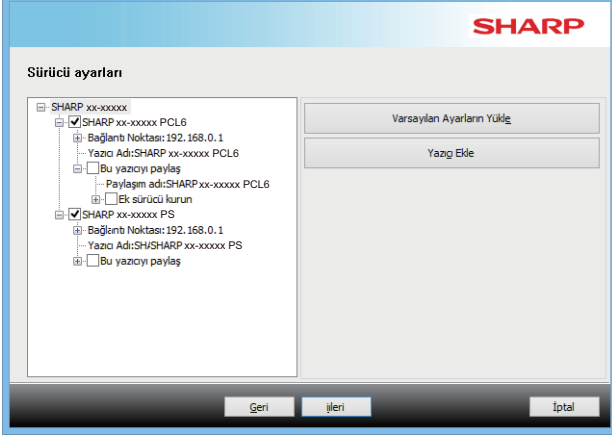 SHARP
Sürücü ayarları
SHARP xx-xxxxx
SHARP xx-xxxxx PCL6
Bağlantı Noktası:192.168.0.1
Yazıcı Adı:SHARP xx-xxxxx PCL6
Bu yazıcıyı paylaş
Paylaşım adı:SHARP xx-xxxxx PCL6
Ek sürücü kurun
SHARP xx-xxxxx PS
Bağlantı Noktası:192.168.0.1
Yazıcı Adı:SH/SHARP xx-xxxxx PS
Bu yazıcıyı paylaş
Varsayılan Ayarların Yükle
Yazıcı Ekle
Geri
iileri
İptal